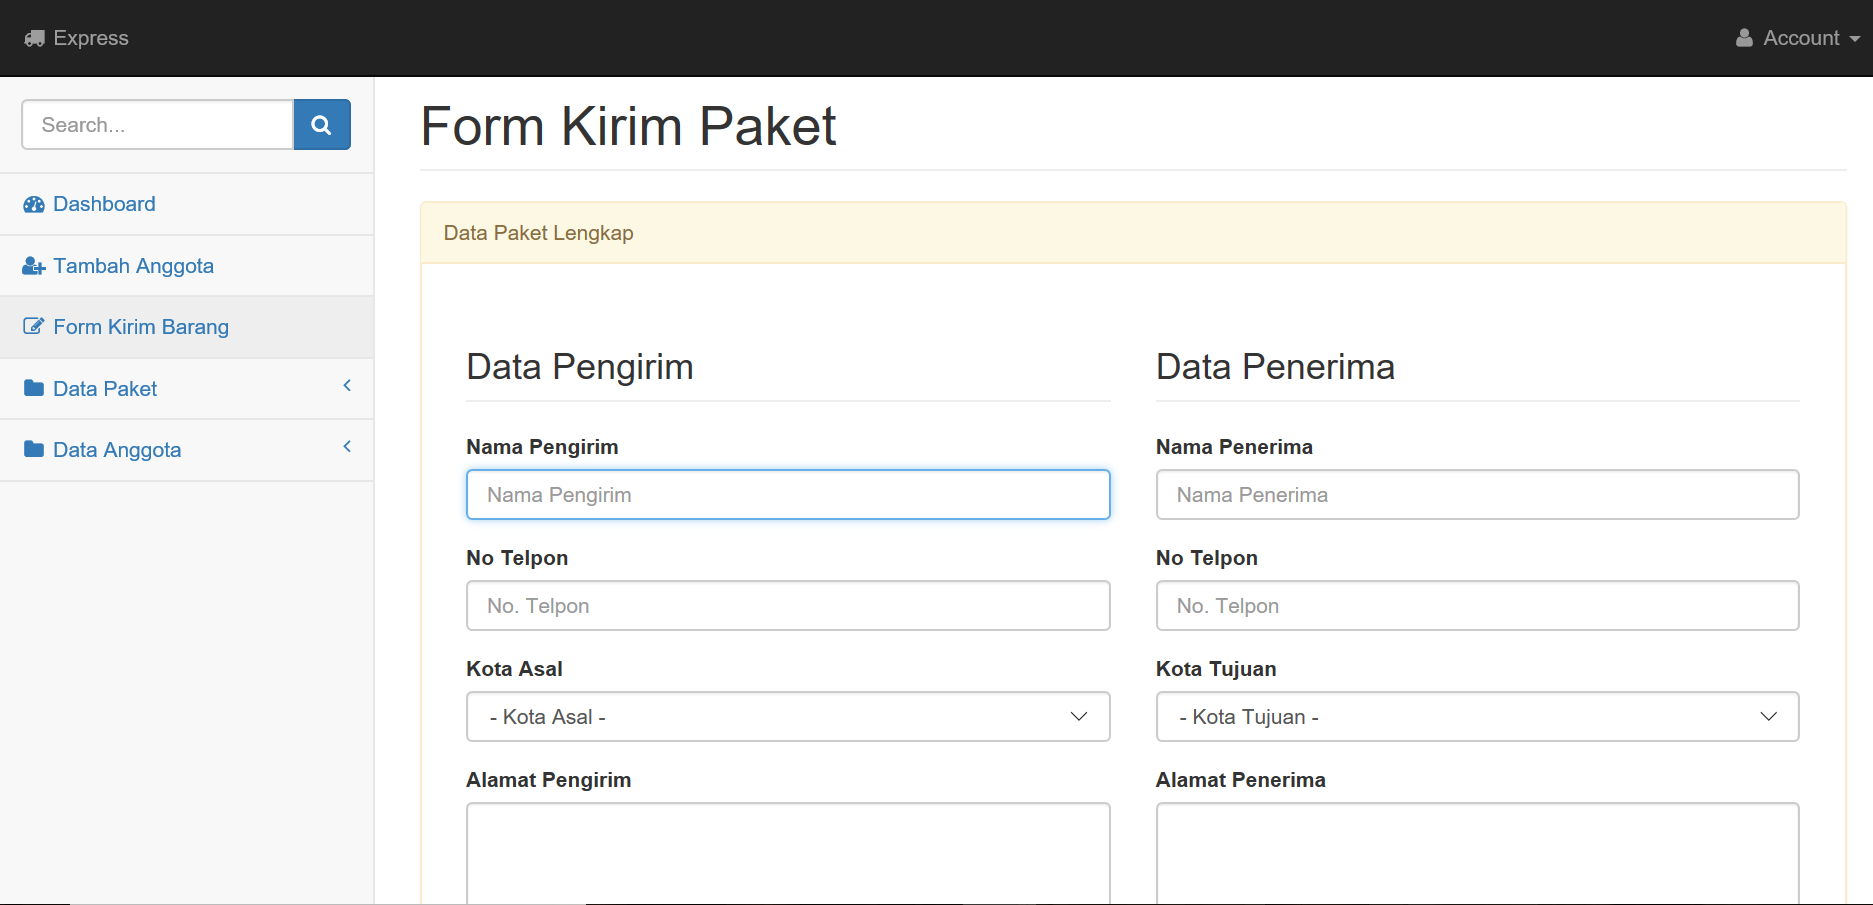 Express
Account
Search...
Dashboard
Tambah Anggota
Form Kirim Barang
Data Paket
Data Anggota
Form Kirim Paket
Data Paket Lengkap
Data Pengirim
Nama Pengirim
Nama Pengirim
No Telpon
No. Telpon
Kota Asal
- Kota Asal -
Alamat Pengirim
Data Penerima
Nama Penerima
Nama Penerima
No Telpon
No. Telpon
Kota Tujuan
- Kota Tujuan -
Alamat Penerima